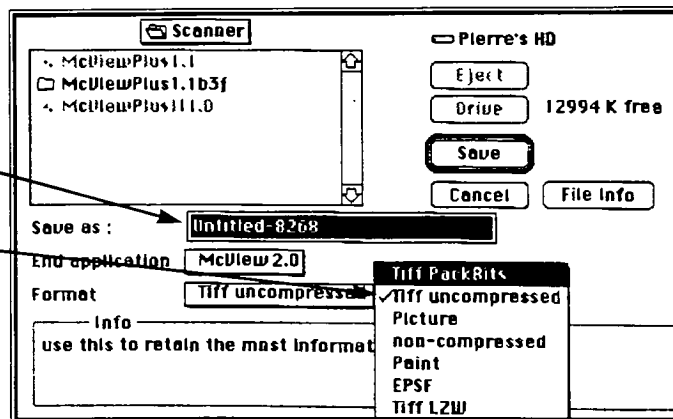 Scanner
McViewPlus1.1
McViewPlus1.1b3f
McViewPlus111.0
Pierre's HD
Eject
Drive 12994 K free
Save
Cancel File Info
Save as : Untitled-8268
End application McView 2.0
Format Tiff uncompressed
Tiff PackBits
✓Tiff uncompressed
Picture
non-compressed
Paint
EPSF
Tiff LZW
Info
use this to retain the most informat